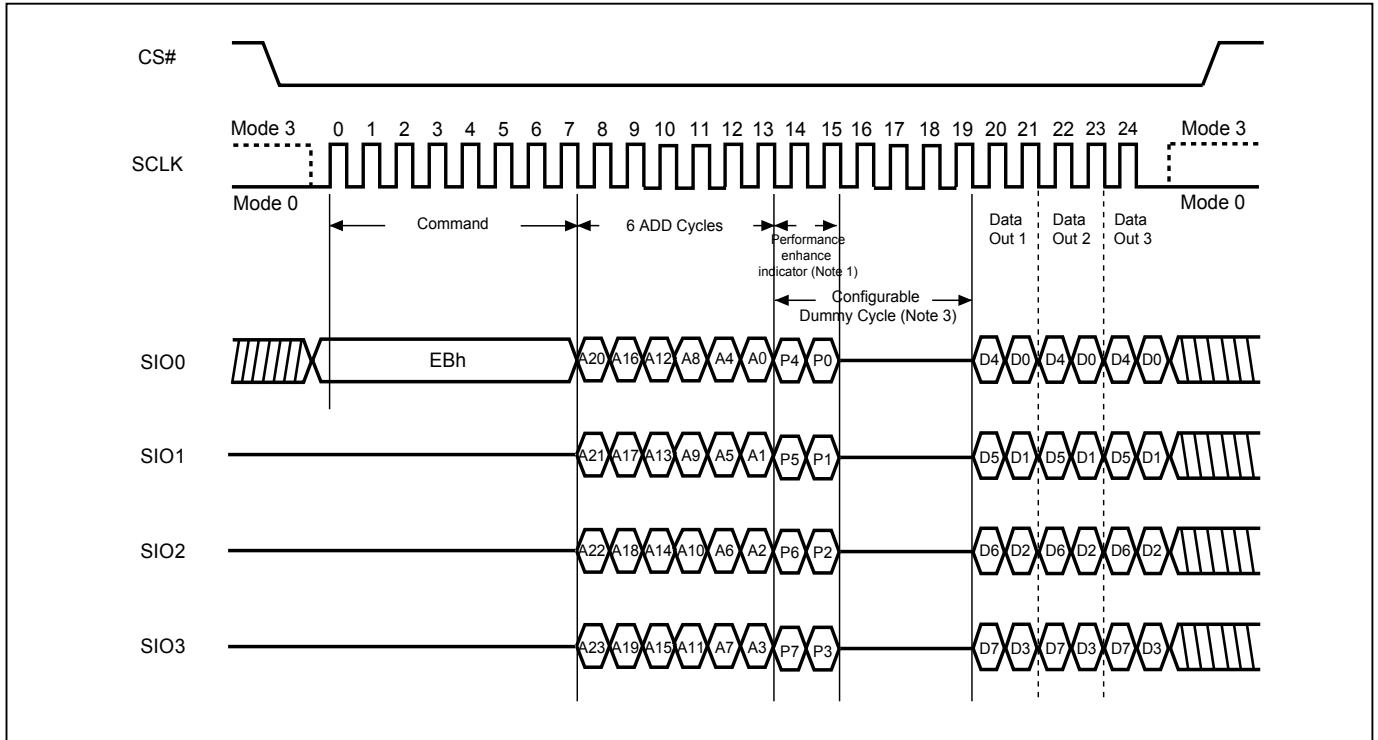 CS#
Mode 3 0 1 2 3 4 5 6 7 8 9 10 11 12 13 14 15 16 17 18 19 20 21 22 23 24 Mode 3
SCLK
Mode 0 Mode 0
Command 6 ADD Cycles Data Data Data
Out 1 Out 2 Out 3
Performance
enhance
indicator (Note 1)
Configurable
Dummy Cycle (Note 3)
SIO0 EBh A20 A16 A12 A8 A4 A0 P4 P0 D4 D0 D4 D0 D4 D0
SIO1 A21 A17 A13 A9 A5 A1 P5 P1 D5 D1 D5 D1 D5 D1
SIO2 A22 A18 A14 A10 A6 A2 P6 P2 D6 D2 D6 D2 D6 D2
SIO3 A23 A19 A15 A11 A7 A3 P7 P3 D7 D3 D7 D3 D7 D3